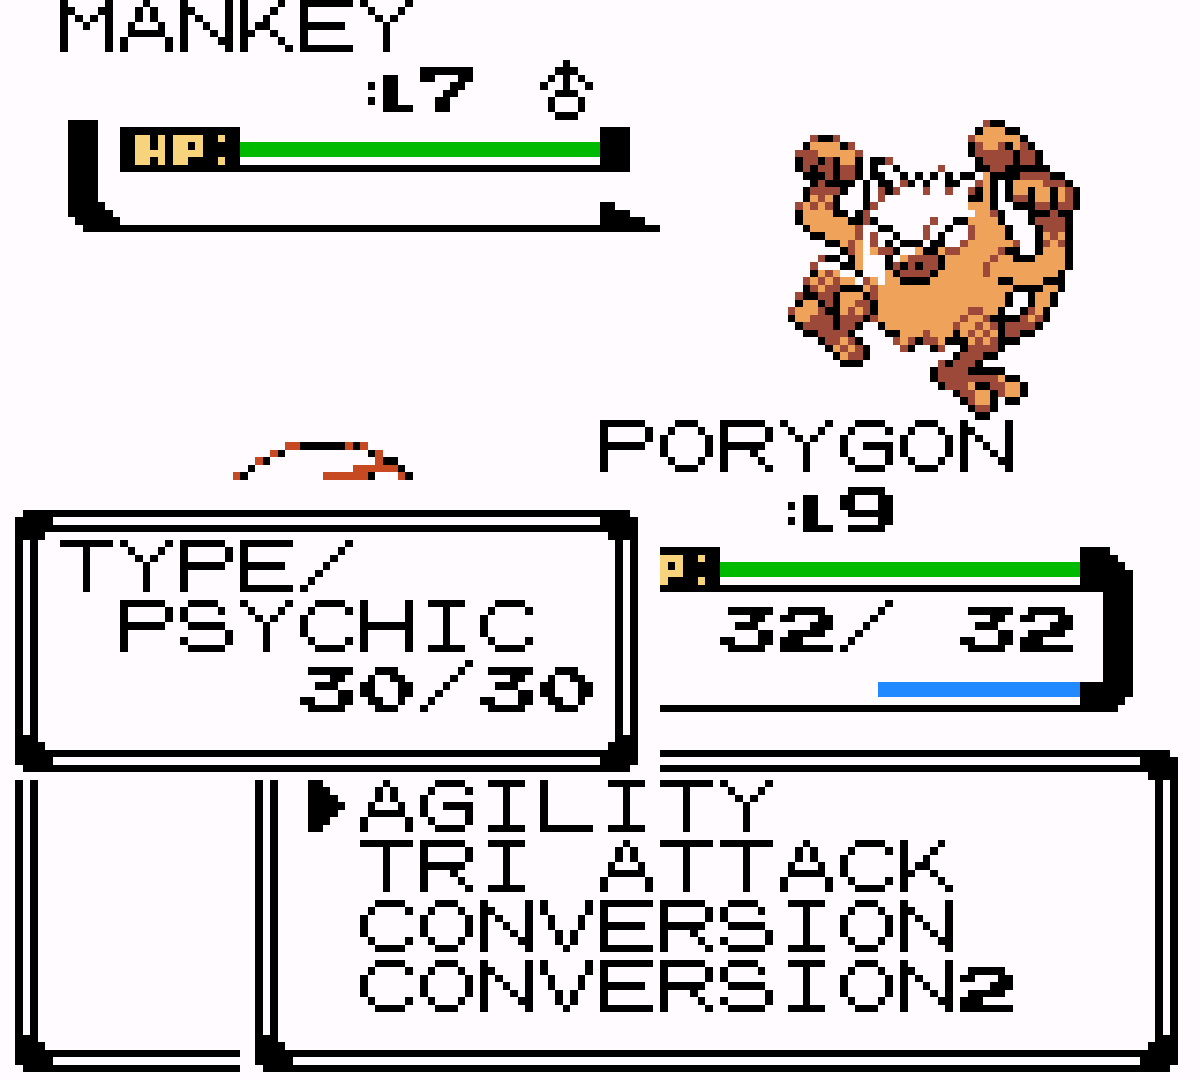 MANKEY
:L7 ♂
HP:
PORYGON
:L9
P:
32/ 32
TYPE/
PSYCHIC
30/30
▶AGILITY
TRI ATTACK
CONVERSION
CONVERSION2